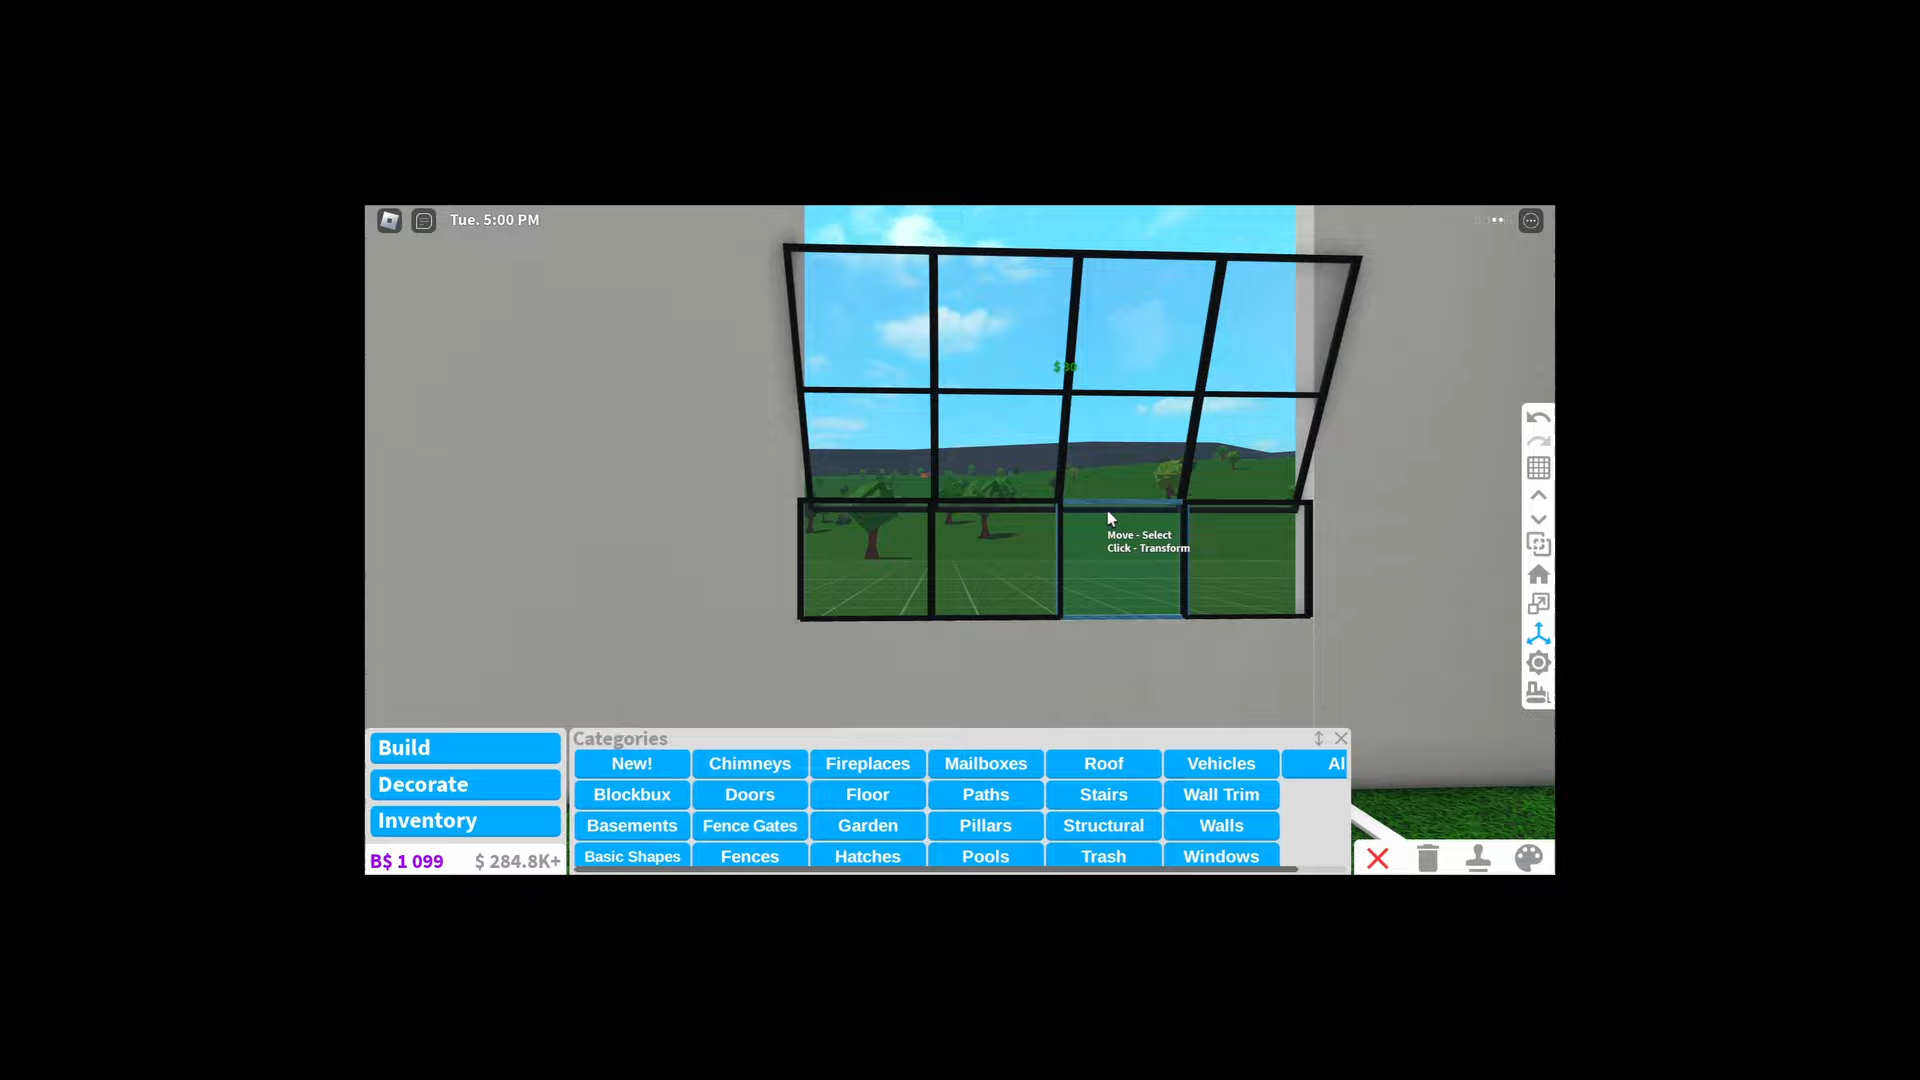 Tue. 5:00 PM
$ 80
Move - Select
Click - Transform
Build
Decorate
Inventory
B$ 1 099 $ 284.8K+
Categories
New! Chimneys Fireplaces Mailboxes Roof Vehicles Al
Blockbux Doors Floor Paths Stairs Wall Trim
Basements Fence Gates Garden Pillars Structural Walls
Basic Shapes Fences Hatches Pools Trash Windows